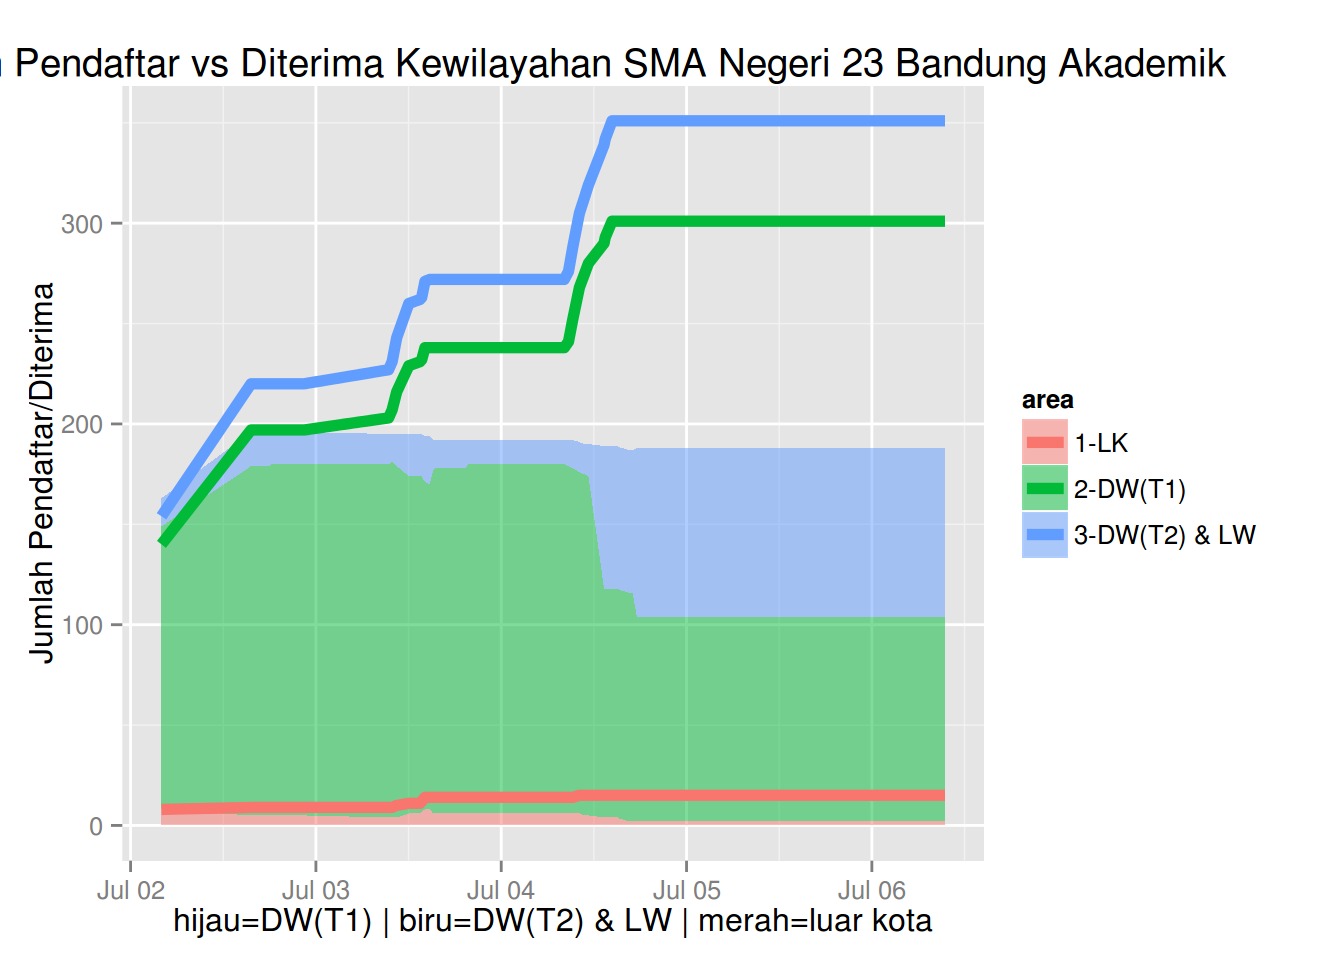 Pendaftar vs Diterima Kewilayahan SMA Negeri 23 Bandung Akademik
Jumlah Pendaftar/Diterima
300
200
100
0
Jul 02
Jul 03
Jul 04
Jul 05
Jul 06
hijau=DW(T1) | biru=DW(T2) & LW | merah=luar kota
area
1-LK
2-DW(T1)
3-DW(T2) & LW